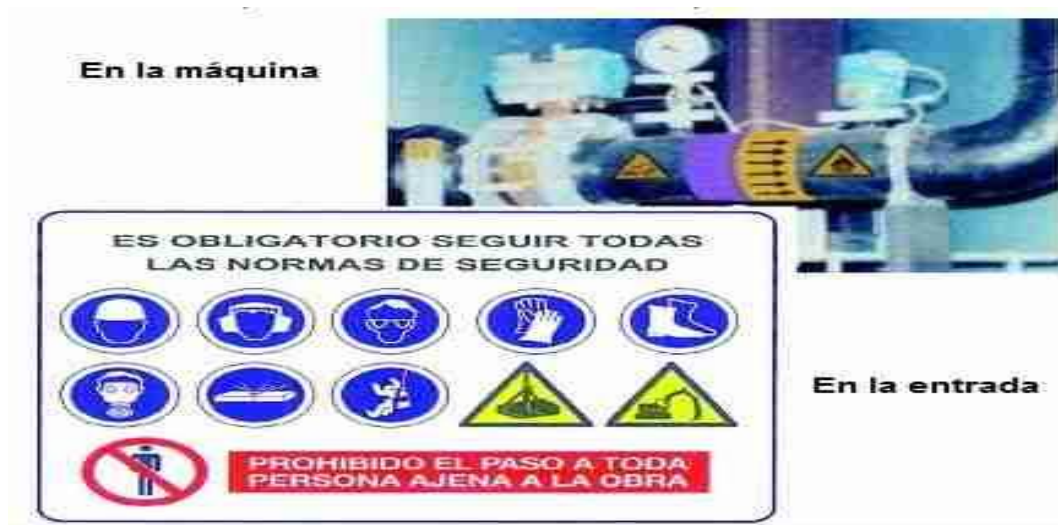 En la máquina
ES OBLIGATORIO SEGUIR TODAS
LAS NORMAS DE SEGURIDAD
En la entrada
PROHIBIDO EL PASO A TODA
PERSONA AJENA A LA OBRA